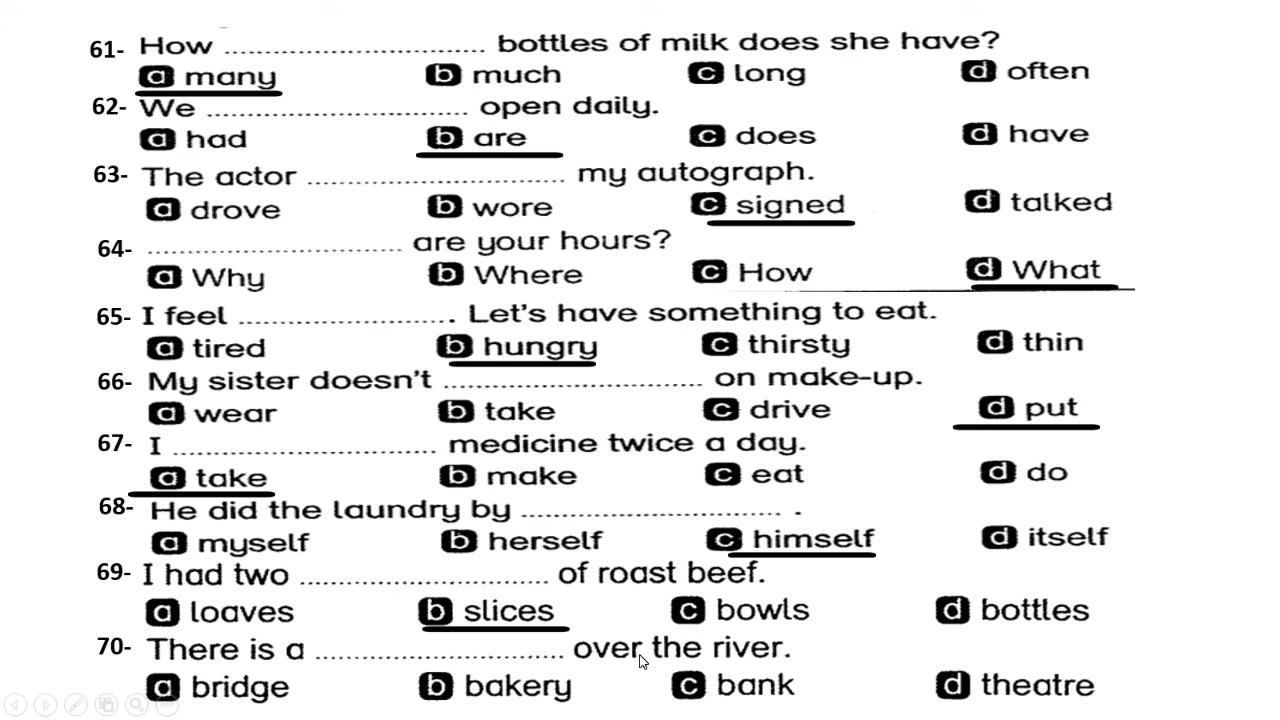 61- How .............................. bottles of milk does she have?
a many b much c long d often
62- We .............................. open daily.
a had b are c does d have
63- The actor .............................. my autograph.
a drove b wore c signed d talked
64- .............................. are your hours?
a Why b Where c How d What
65- I feel ......................... . Let's have something to eat.
a tired b hungry c thirsty d thin
66- My sister doesn't .............................. on make-up.
a wear b take c drive d put
67- I .............................. medicine twice a day.
a take b make c eat d do
68- He did the laundry by .............................. .
a myself b herself c himself d itself
69- I had two .............................. of roast beef.
a loaves b slices c bowls d bottles
70- There is a .............................. over the river.
a bridge b bakery c bank d theatre